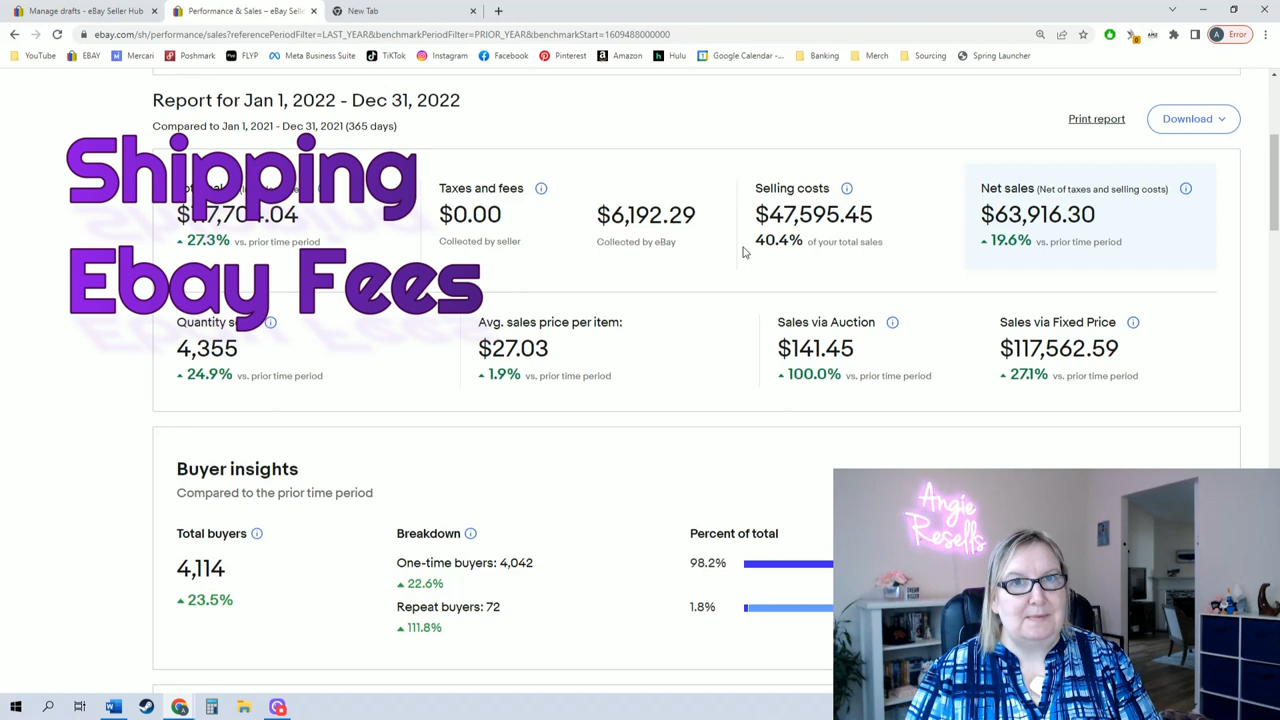 Manage drafts - eBay Seller Hub
Performance & Sales – eBay Sell
New Tab
ebay.com/sh/performance/sales?referencePeriodFilter=LAST_YEAR&benchmarkPeriodFilter=PRIOR_YEAR&benchmarkStart=1609488000000
A Error
YouTube EBAY Mercari Poshmark FLYP Meta Business Suite TikTok Instagram Facebook Pinterest Amazon Hulu Google Calendar -... Banking Merch Sourcing Spring Launcher
Report for Jan 1, 2022 - Dec 31, 2022
Compared to Jan 1, 2021 - Dec 31, 2021 (365 days)
Print report
Download
Shipping
Ebay Fees
Taxes and fees
Selling costs
Net sales (Net of taxes and selling costs)
$0.00 $6,192.29 $47,595.45 $63,916.30
27.3% vs. prior time period
Collected by seller
Collected by eBay
40.4% of your total sales
19.6% vs. prior time period
Avg. sales price per item:
Sales via Auction
Sales via Fixed Price
4,355 $27.03 $141.45 $117,562.59
24.9% vs. prior time period
1.9% vs. prior time period
100.0% vs. prior time period
27.1% vs. prior time period
Buyer insights
Compared to the prior time period
Total buyers
Breakdown
Percent of total
4,114
One-time buyers: 4,042
98.2%
22.6%
23.5%
Repeat buyers: 72
1.8%
111.8%
Angie
Resells